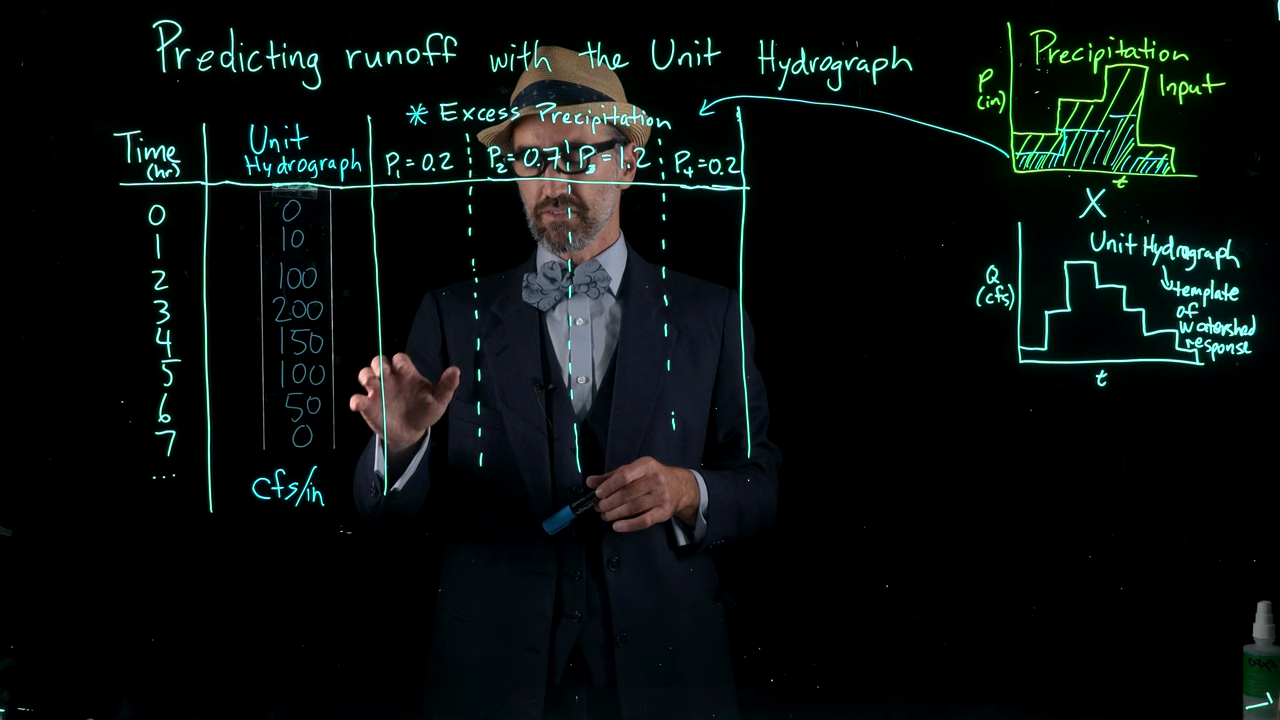 Predicting runoff with the Unit Hydrograph
* Excess Precipitation
Time (hr)
Unit Hydrograph
P₁ = 0.2
P₂ = 0.7
P₃ = 1.2
P₄ = 0.2
0 0
1 10
2 100
3 200
4 150
5 100
6 50
7 0
...
cfs/in
Precipitation
Input
P (in)
t
X
Unit Hydrograph
template
of
watershed
response
Q (cfs)
t